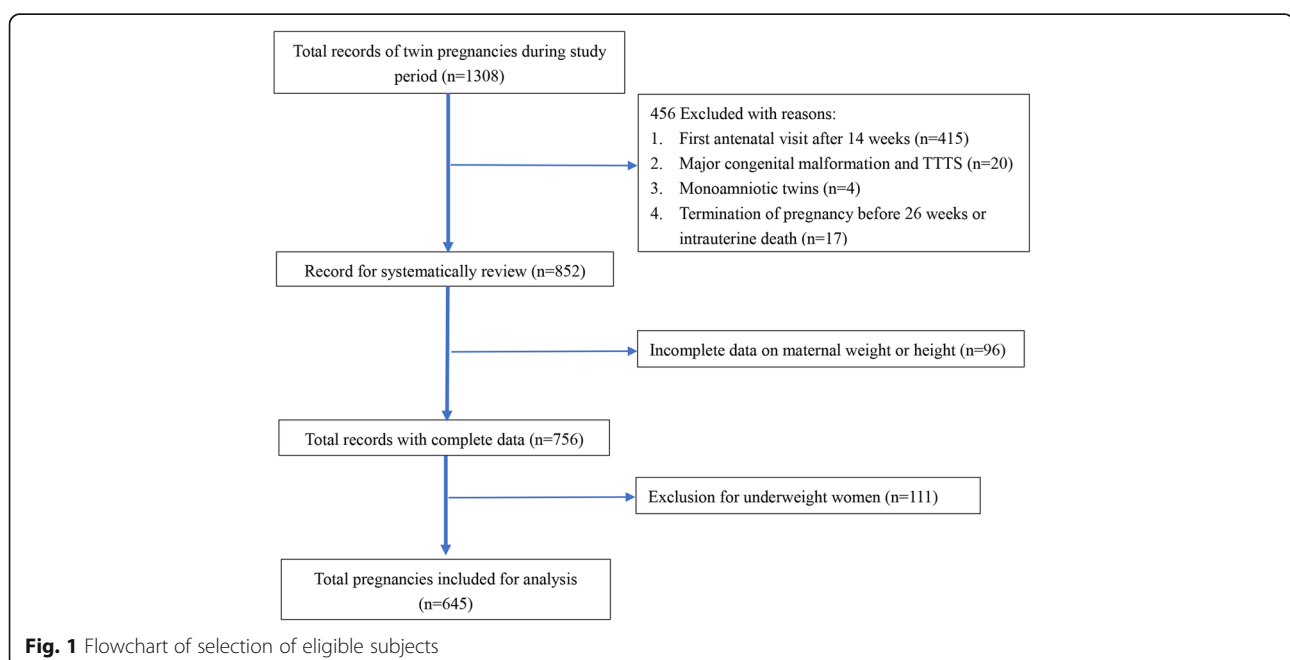 Total records of twin pregnancies during study
period (n=1308)
456 Excluded with reasons:
1. First antenatal visit after 14 weeks (n=415)
2. Major congenital malformation and TTTS (n=20)
3. Monoamniotic twins (n=4)
4. Termination of pregnancy before 26 weeks or
intrauterine death (n=17)
Record for systematically review (n=852)
Incomplete data on maternal weight or height (n=96)
Total records with complete data (n=756)
Exclusion for underweight women (n=111)
Total pregnancies included for analysis
(n=645)
Fig. 1 Flowchart of selection of eligible subjects